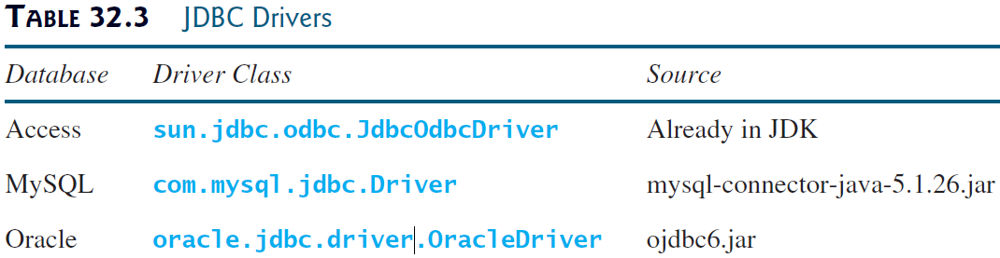 TABLE 32.3 JDBC Drivers
Database Driver Class Source
Access sun.jdbc.odbc.JdbcOdbcDriver Already in JDK
MySQL com.mysql.jdbc.Driver mysql-connector-java-5.1.26.jar
Oracle oracle.jdbc.driver.OracleDriver ojdbc6.jar